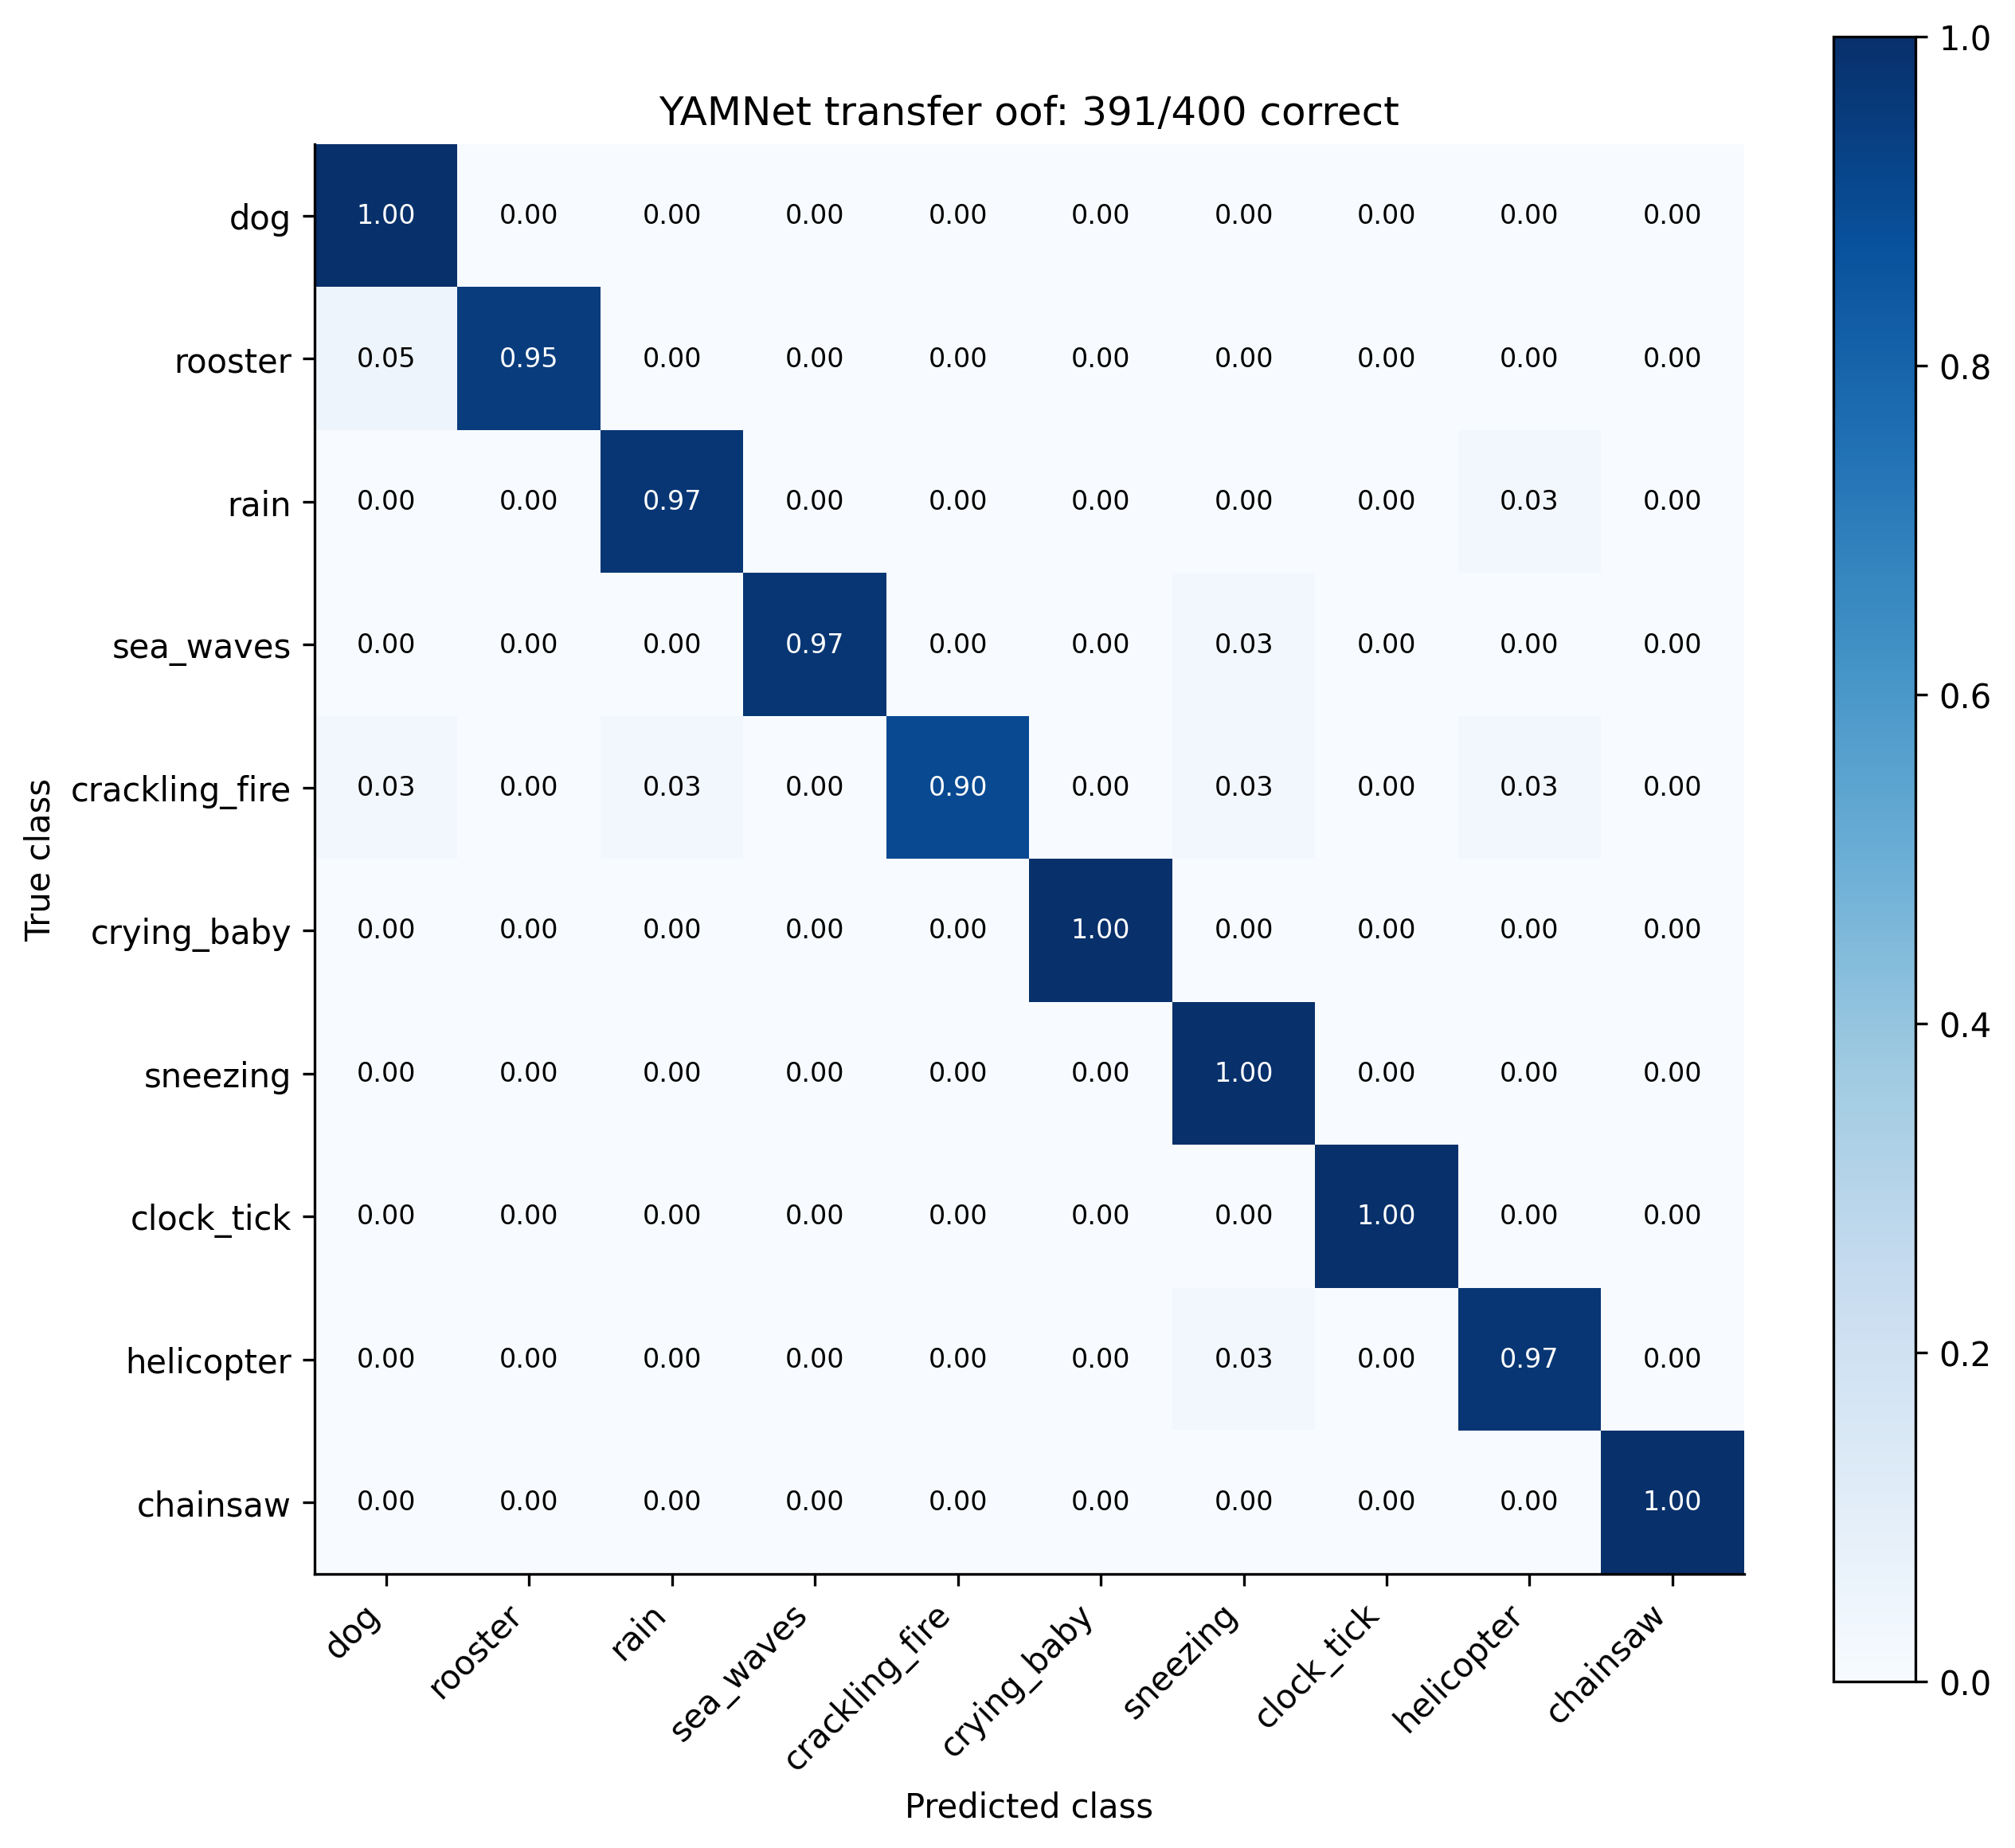 YAMNet transfer oof: 391/400 correct
dog 1.00 0.00 0.00 0.00 0.00 0.00 0.00 0.00 0.00 0.00
rooster 0.05 0.95 0.00 0.00 0.00 0.00 0.00 0.00 0.00 0.00
rain 0.00 0.00 0.97 0.00 0.00 0.00 0.00 0.00 0.03 0.00
sea_waves 0.00 0.00 0.00 0.97 0.00 0.00 0.03 0.00 0.00 0.00
crackling_fire 0.03 0.00 0.03 0.00 0.90 0.00 0.03 0.00 0.03 0.00
crying_baby 0.00 0.00 0.00 0.00 0.00 1.00 0.00 0.00 0.00 0.00
sneezing 0.00 0.00 0.00 0.00 0.00 0.00 1.00 0.00 0.00 0.00
clock_tick 0.00 0.00 0.00 0.00 0.00 0.00 0.00 1.00 0.00 0.00
helicopter 0.00 0.00 0.00 0.00 0.00 0.00 0.03 0.00 0.97 0.00
chainsaw 0.00 0.00 0.00 0.00 0.00 0.00 0.00 0.00 0.00 1.00
True class
dog rooster rain sea_waves crackling_fire crying_baby sneezing clock_tick helicopter chainsaw
Predicted class
1.0
0.8
0.6
0.4
0.2
0.0